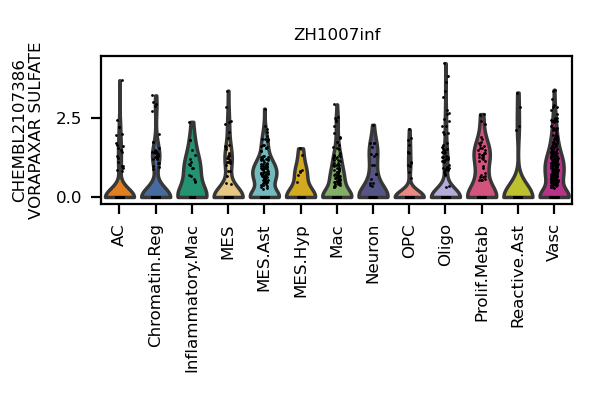 ZH1007inf
CHEMBL2107386
VORAPAXAR SULFATE
2.5
0.0
AC
Chromatin.Reg
Inflammatory.Mac
MES
MES.Ast
MES.Hyp
Mac
Neuron
OPC
Oligo
Prolif.Metab
Reactive.Ast
Vasc